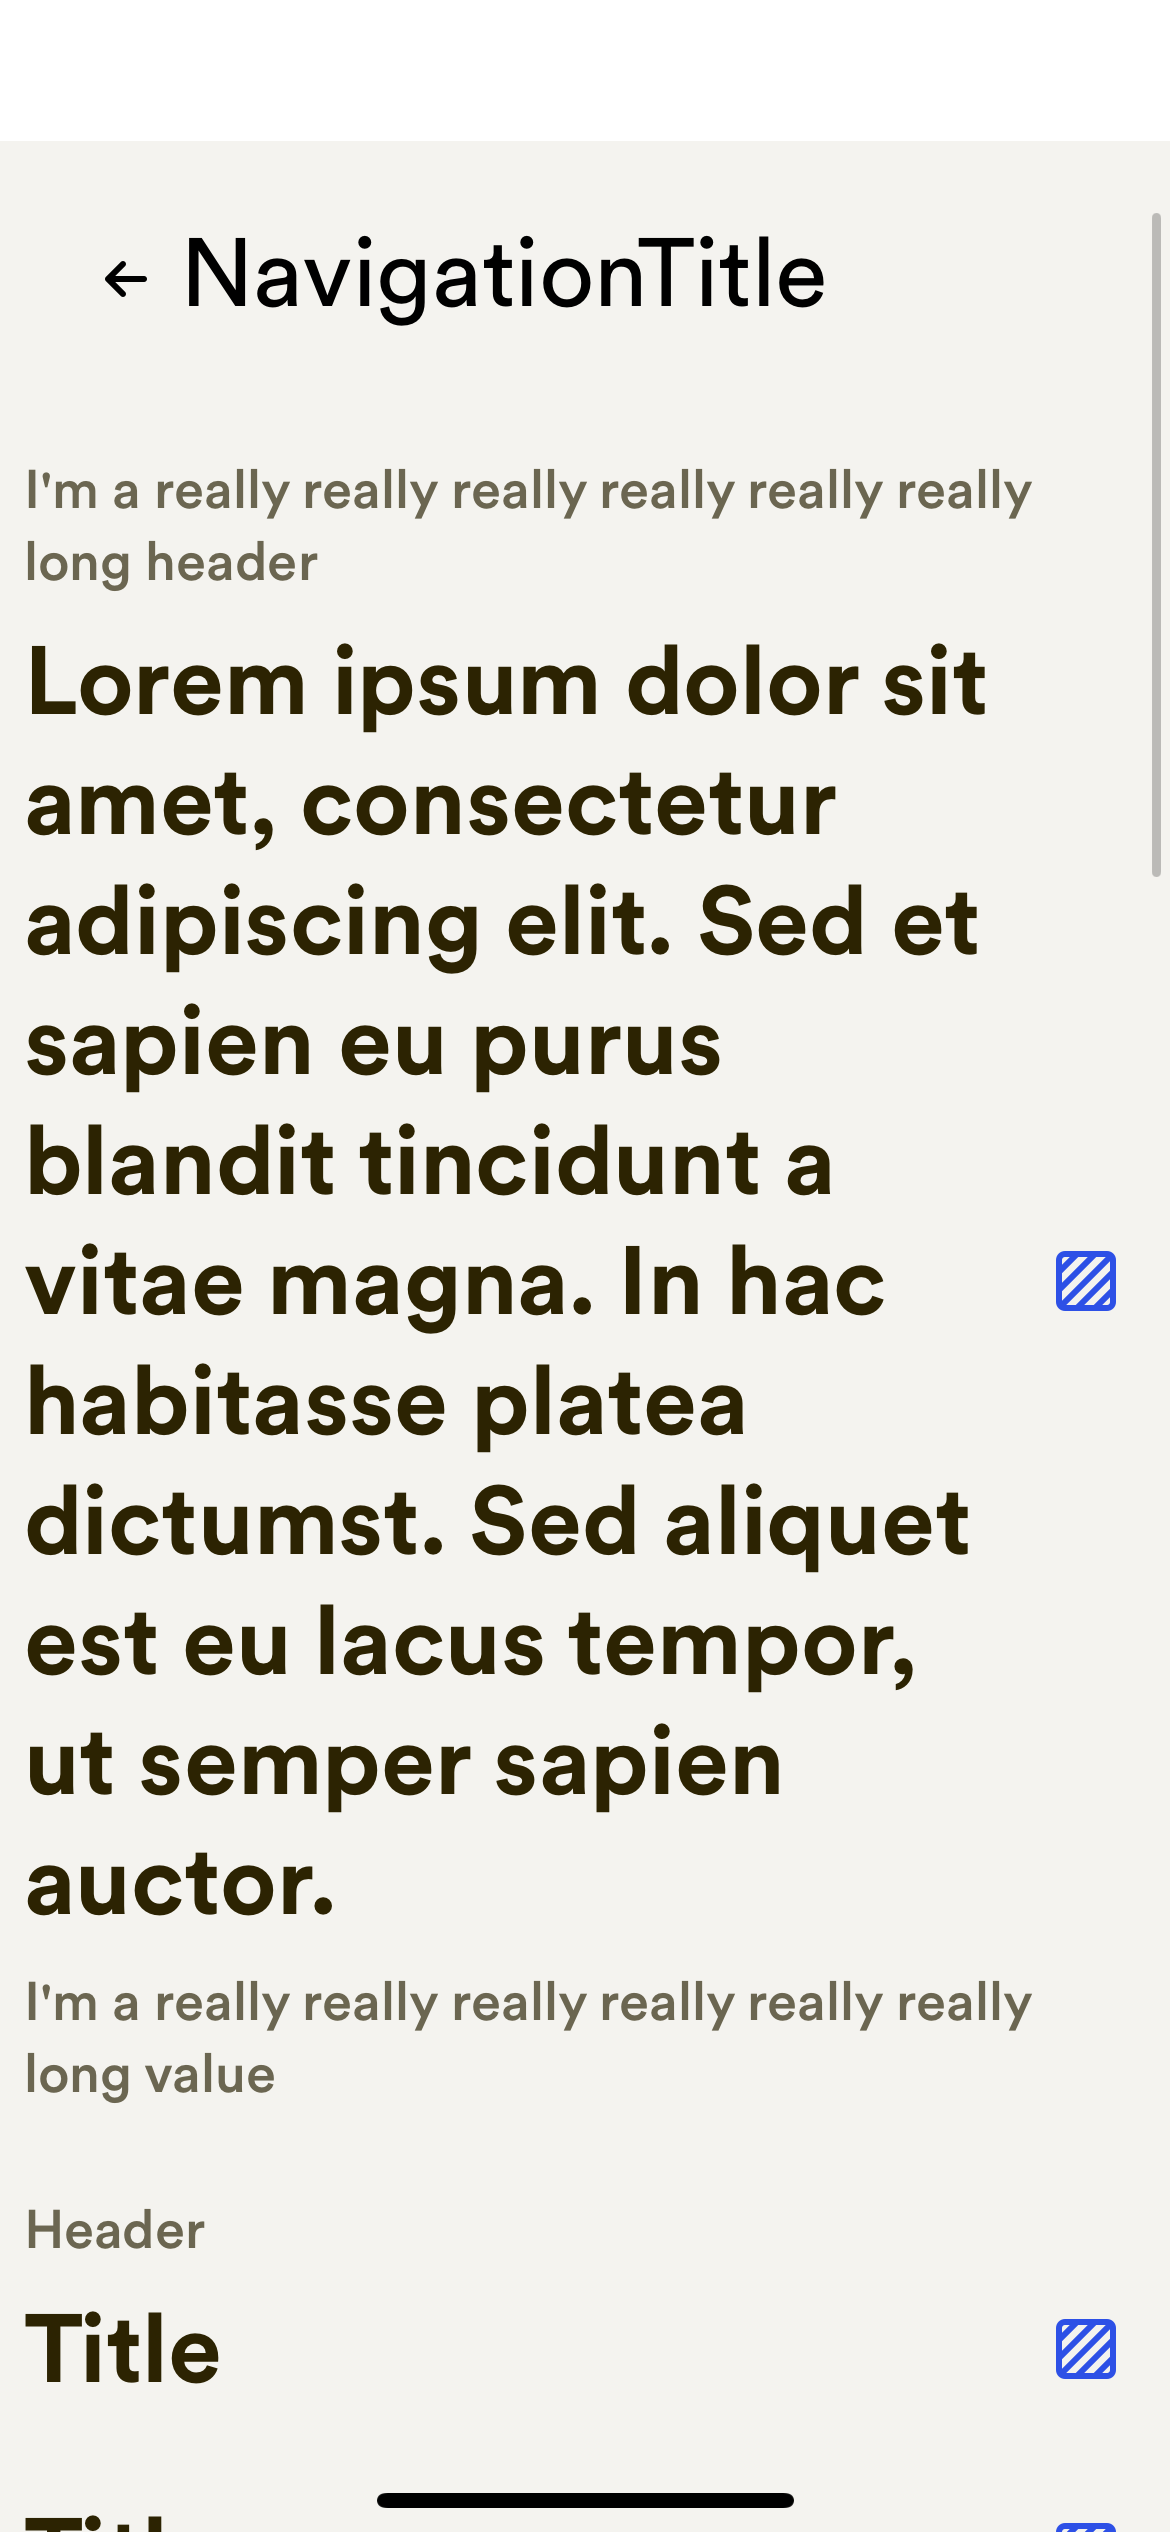 NavigationTitle
I'm a really really really really really really
long header
Lorem ipsum dolor sit
amet, consectetur
adipiscing elit. Sed et
sapien eu purus
blandit tincidunt a
vitae magna. In hac
habitasse platea
dictumst. Sed aliquet
est eu lacus tempor,
ut semper sapien
auctor.
I'm a really really really really really really
long value
Header
Title